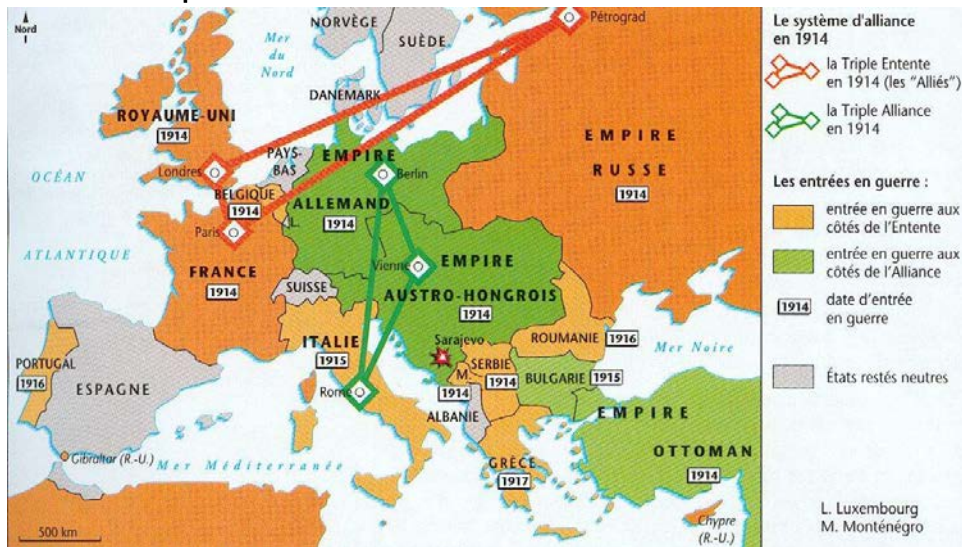 Nord
NORVÈGE
SUÈDE
Pétrograd
Mer
du
Nord
DANEMARK
ROYAUME-UNI
1914
PAYS-
BAS
EMPIRE
Berlin
EMPIRE
RUSSE
1914
OCÉAN
Londres
BELGIQUE
1914
ALLEMAND
1914
L.
Paris
ATLANTIQUE
FRANCE
1914
SUISSE
Vienne
EMPIRE
AUSTRO-HONGROIS
1914
ITALIE
1915
Sarajevo
ROUMANIE
1916
Mer Noire
PORTUGAL
1916
ESPAGNE
Rome
M.
1914
SERBIE
1914
BULGARIE
1915
ALBANIE
EMPIRE
OTTOMAN
1914
Gibraltar (R.-U.)
Mer Méditerranée
GRÈCE
1917
Chypre
(R.-U.)
500 km
Le système d'alliance
en 1914
la Triple Entente
en 1914 (les "Alliés")
la Triple Alliance
en 1914
Les entrées en guerre :
entrée en guerre aux
côtés de l'Entente
entrée en guerre aux
côtés de l'Alliance
1914
date d'entrée
en guerre
États restés neutres
L. Luxembourg
M. Monténégro